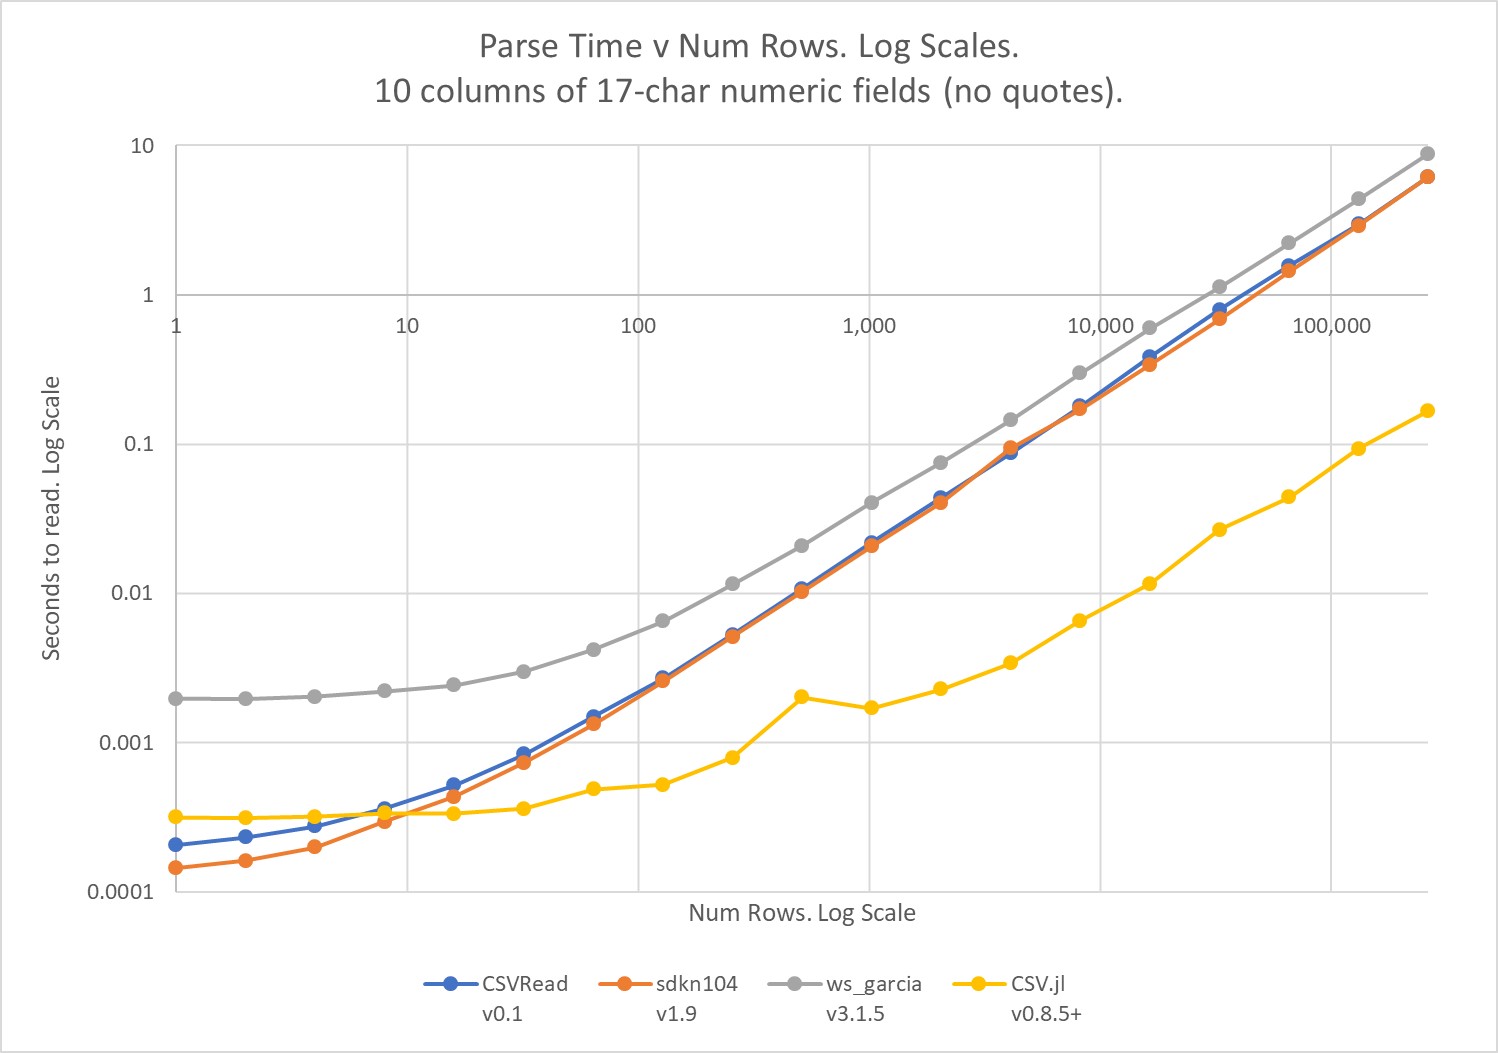 Parse Time v Num Rows. Log Scales.
10 columns of 17-char numeric fields (no quotes).
10
1
0.1
0.01
0.001
0.0001
Seconds to read. Log Scale
1 10 100 1,000 10,000 100,000
Num Rows. Log Scale
CSVRead sdkn104 ws_garcia CSV.jl
v0.1 v1.9 v3.1.5 v0.8.5+